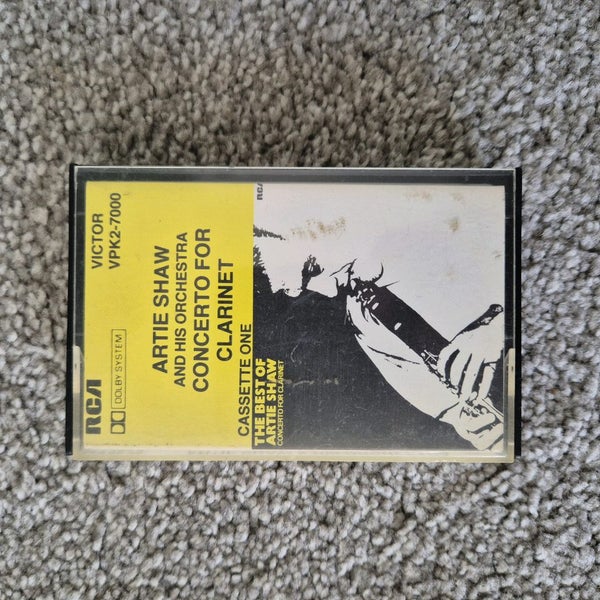 RCA
DOLBY SYSTEM
VICTOR
VPK2-7000
ARTIE SHAW
AND HIS ORCHESTRA
CONCERTO FOR
CLARINET
CASSETTE ONE
THE BEST OF
ARTIE SHAW
CONCERTO FOR CLARINET
RCA